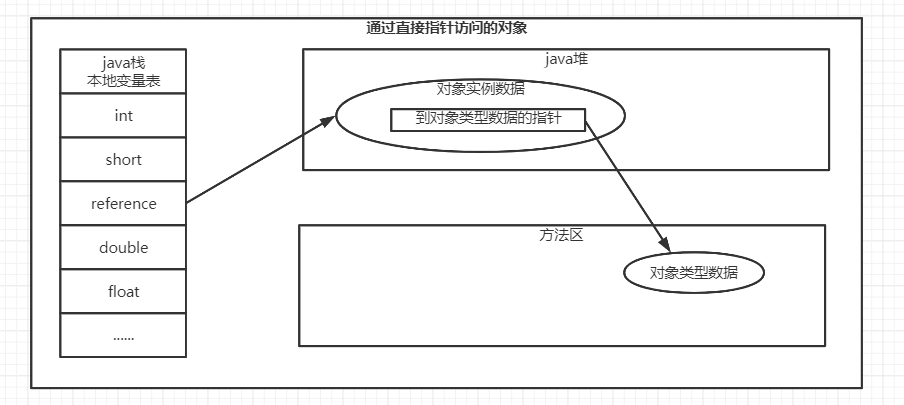 通过直接指针访问的对象
java栈
本地变量表
int
short
reference
double
float
......
java堆
对象实例数据
到对象类型数据的指针
方法区
对象类型数据